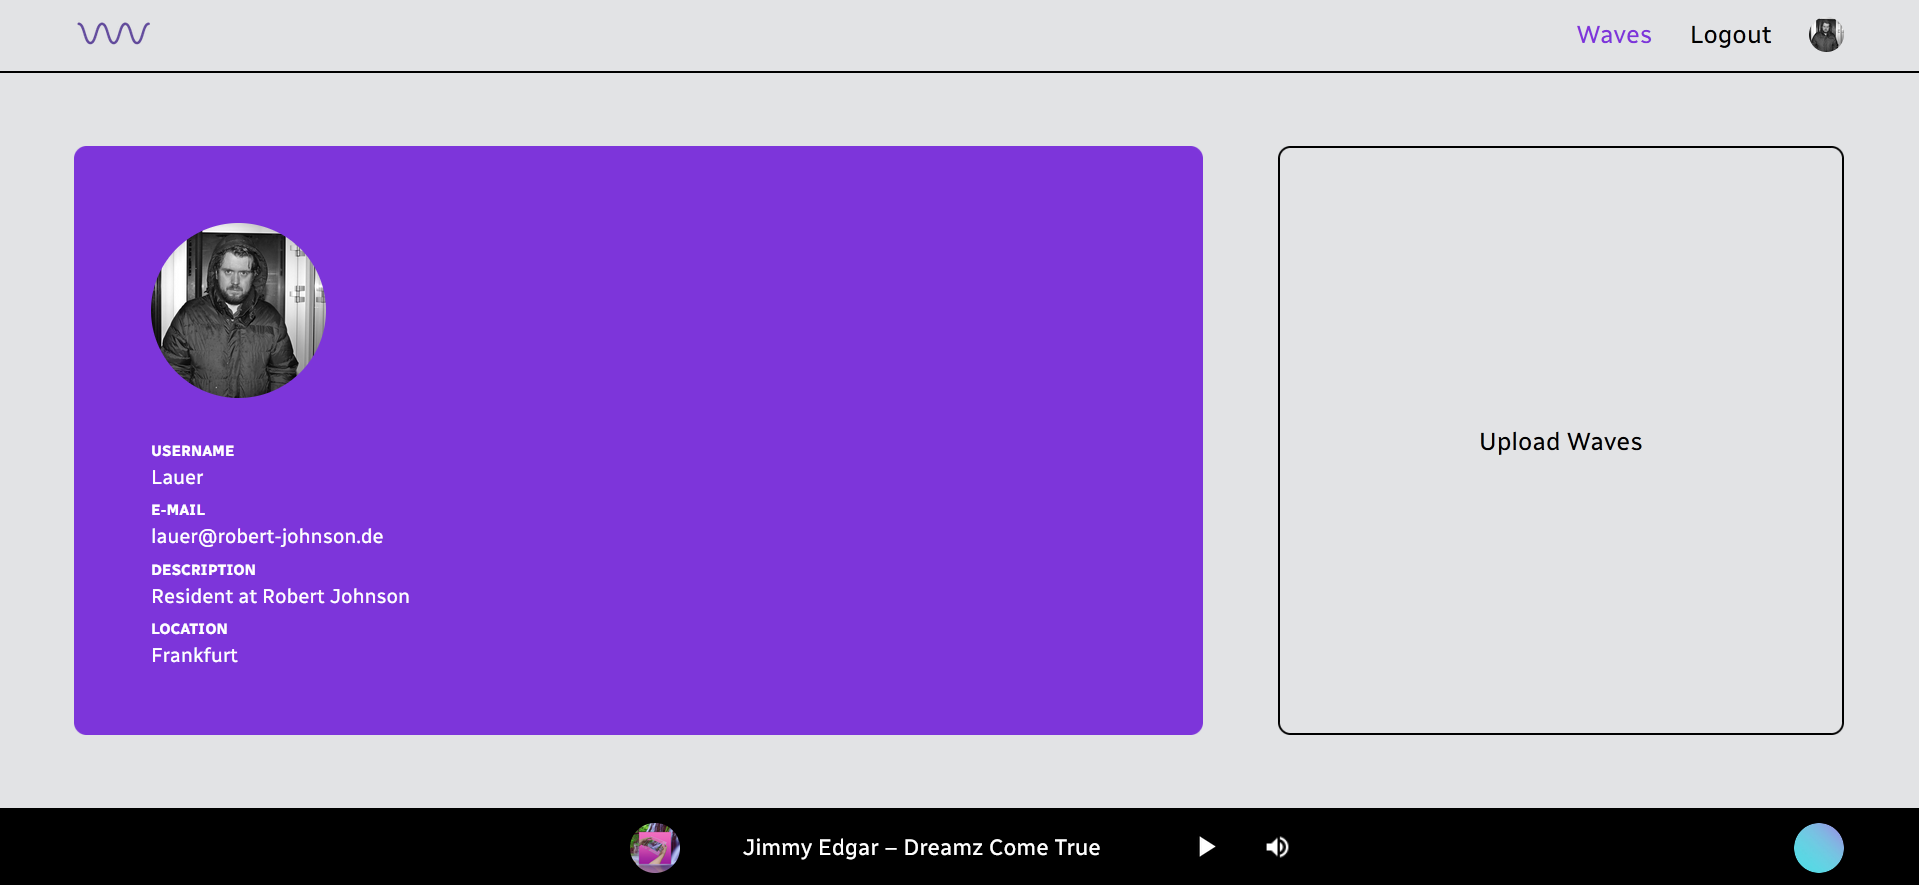 Waves
Logout
USERNAME
Lauer
E-MAIL
lauer@robert-johnson.de
DESCRIPTION
Resident at Robert Johnson
LOCATION
Frankfurt
Upload Waves
Jimmy Edgar – Dreamz Come True